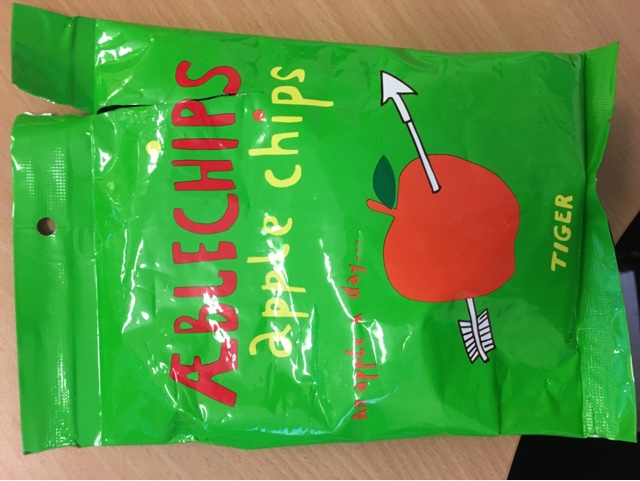 ÆBLECHIPS
apple chips
An apple a day...
TIGER